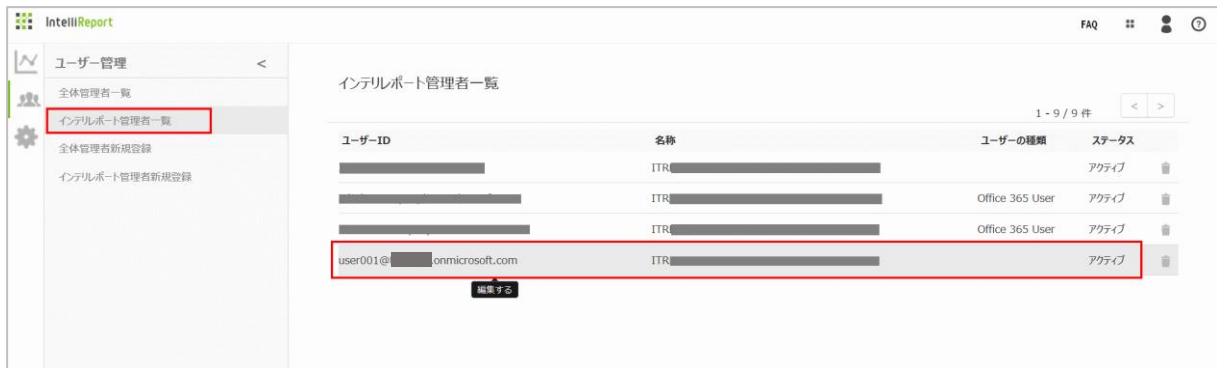 IntelliReport
FAQ
ユーザー管理 <
全体管理者一覧
インテリレポート管理者一覧
全体管理者新規登録
インテリレポート管理者新規登録
インテリレポート管理者一覧
1 - 9 / 9 件 < >
ユーザーID 名称 ユーザーの種類 ステータス
ITR アクティブ
ITR Office 365 User アクティブ
ITR Office 365 User アクティブ
user001@ .onmicrosoft.com ITR アクティブ
編集する